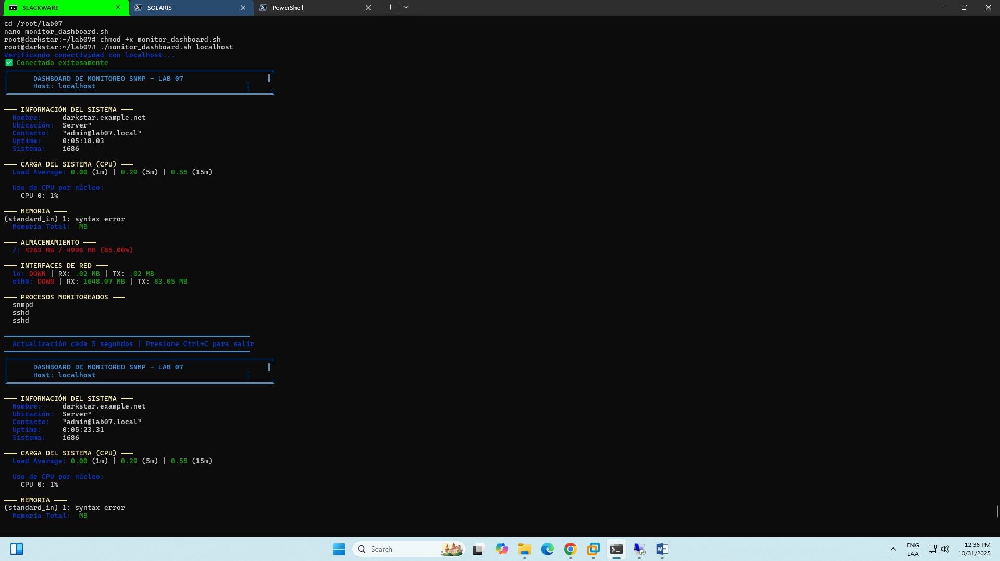 SLACKWARE
SOLARIS
PowerShell
cd /root/lab07
nano monitor_dashboard.sh
root@darkstar:~/lab07# chmod +x monitor_dashboard.sh
root@darkstar:~/lab07# ./monitor_dashboard.sh localhost
Verificando conectividad con localhost...
✅ Conectado exitosamente
DASHBOARD DE MONITOREO SNMP - LAB 07
Host: localhost
━━━ INFORMACIÓN DEL SISTEMA ━━━
Nombre: darkstar.example.net
Ubicación: Server"
Contacto: "admin@lab07.local"
Uptime: 0:05:18.03
Sistema: i686
━━━ CARGA DEL SISTEMA (CPU) ━━━
Load Average: 0.00 (1m) | 0.29 (5m) | 0.55 (15m)
Uso de CPU por núcleo:
CPU 0: 1%
━━━ MEMORIA ━━━
(standard_in) 1: syntax error
Memoria Total: MB
━━━ ALMACENAMIENTO ━━━
/: 4263 MB / 4996 MB (85.00%)
━━━ INTERFACES DE RED ━━━
lo: DOWN | RX: .02 MB | TX: .02 MB
eth0: DOWN | RX: 1648.07 MB | TX: 83.05 MB
━━━ PROCESOS MONITOREADOS ━━━
snmpd
sshd
sshd
Actualización cada 5 segundos | Presione Ctrl+C para salir
DASHBOARD DE MONITOREO SNMP - LAB 07
Host: localhost
━━━ INFORMACIÓN DEL SISTEMA ━━━
Nombre: darkstar.example.net
Ubicación: Server"
Contacto: "admin@lab07.local"
Uptime: 0:05:23.31
Sistema: i686
━━━ CARGA DEL SISTEMA (CPU) ━━━
Load Average: 0.00 (1m) | 0.29 (5m) | 0.55 (15m)
Uso de CPU por núcleo:
CPU 0: 1%
━━━ MEMORIA ━━━
(standard_in) 1: syntax error
Memoria Total: MB
Search
ENG
LAA
12:36 PM
10/31/2025